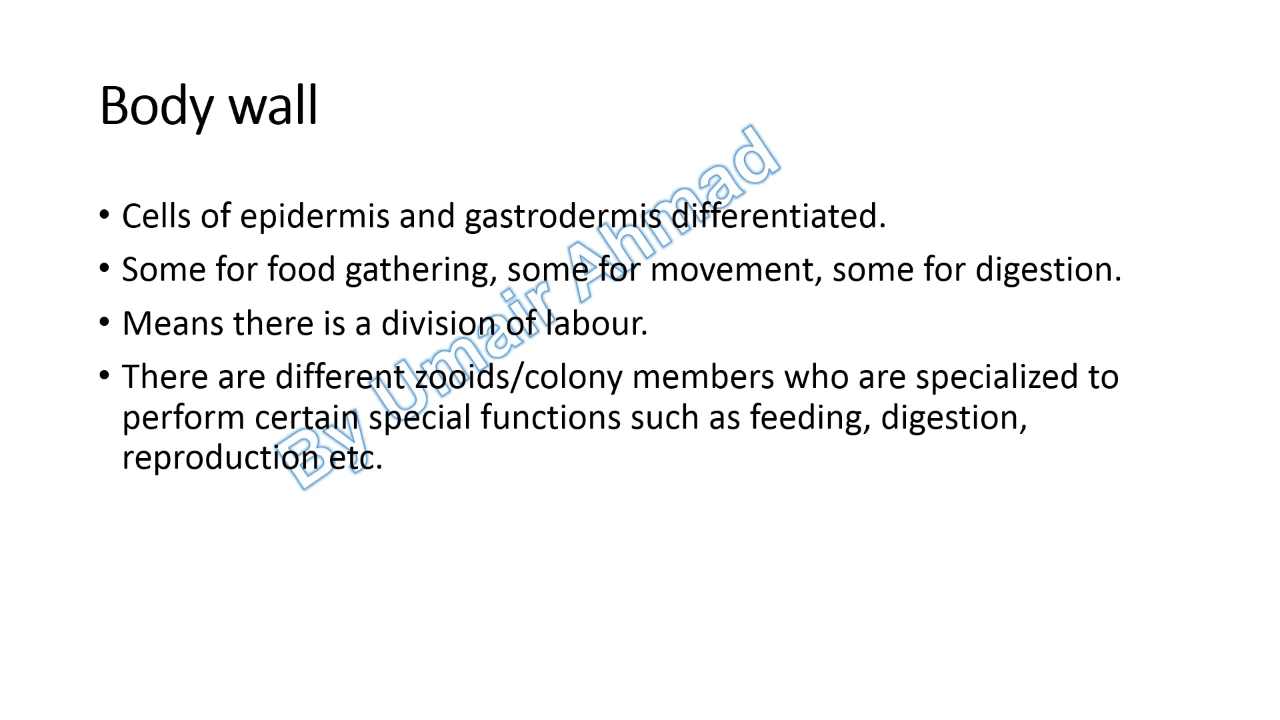 Body wall
• Cells of epidermis and gastrodermis differentiated.
• Some for food gathering, some for movement, some for digestion.
• Means there is a division of labour.
• There are different zooids/colony members who are specialized to
perform certain special functions such as feeding, digestion,
reproduction etc.
By Umair Ahmad